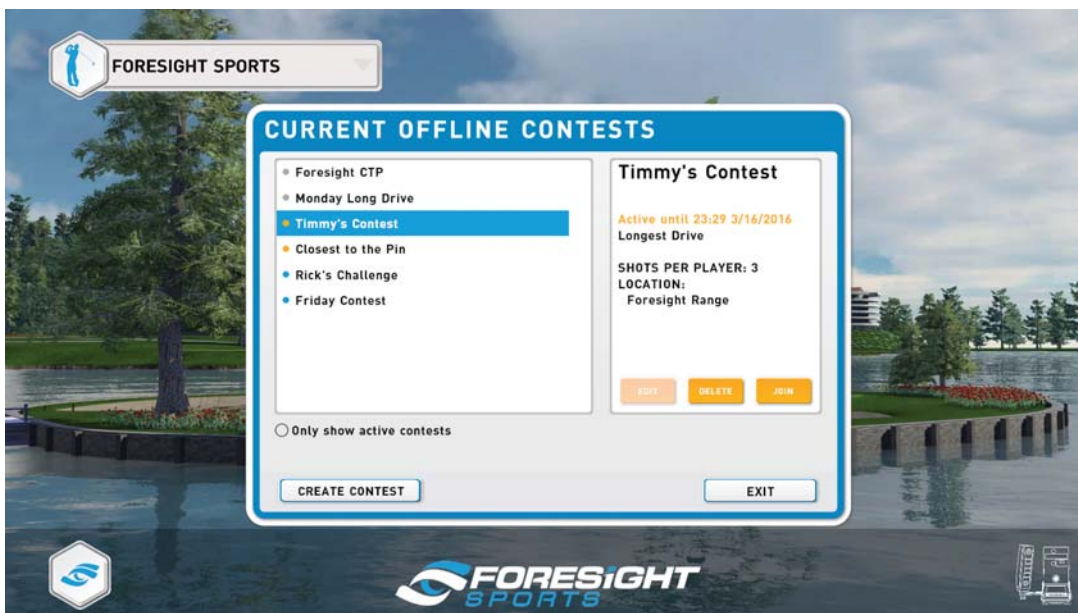 FORESIGHT SPORTS
CURRENT OFFLINE CONTESTS
Foresight CTP
Monday Long Drive
Timmy's Contest
Closest to the Pin
Rick's Challenge
Friday Contest
Timmy's Contest
Active until 23:29 3/16/2016
Longest Drive
SHOTS PER PLAYER: 3
LOCATION:
Foresight Range
EDIT DELETE JOIN
Only show active contests
CREATE CONTEST
EXIT
FORESiGHT
SPORTS